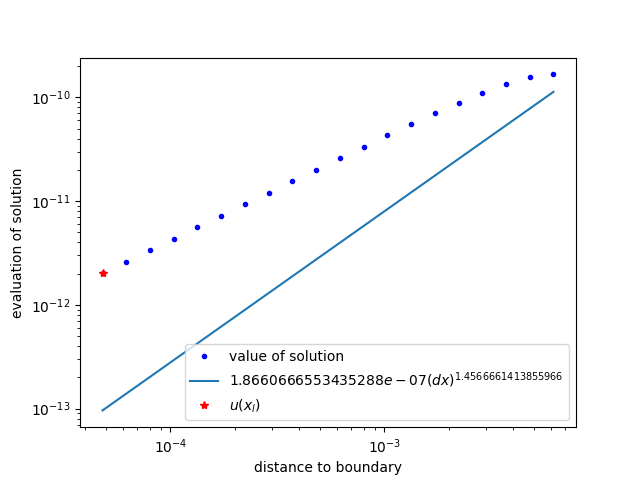 10⁻¹⁰
10⁻¹¹
10⁻¹²
10⁻¹³
evaluation of solution
value of solution
1.8660666553435288e − 07(dx)^1.4566661413855966
u(x_l)
10⁻⁴
10⁻³
distance to boundary